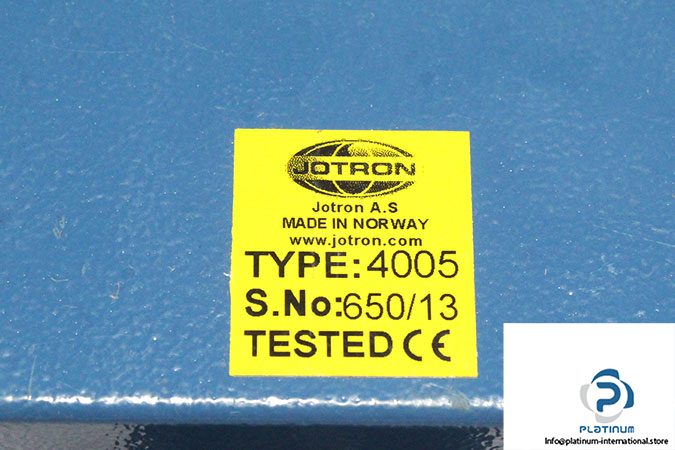 JOTRON
Jotron A.S
MADE IN NORWAY
www.jotron.com
TYPE: 4005
S.No: 650/13
TESTED CE
PLATINUM
Info@platinum-international.store